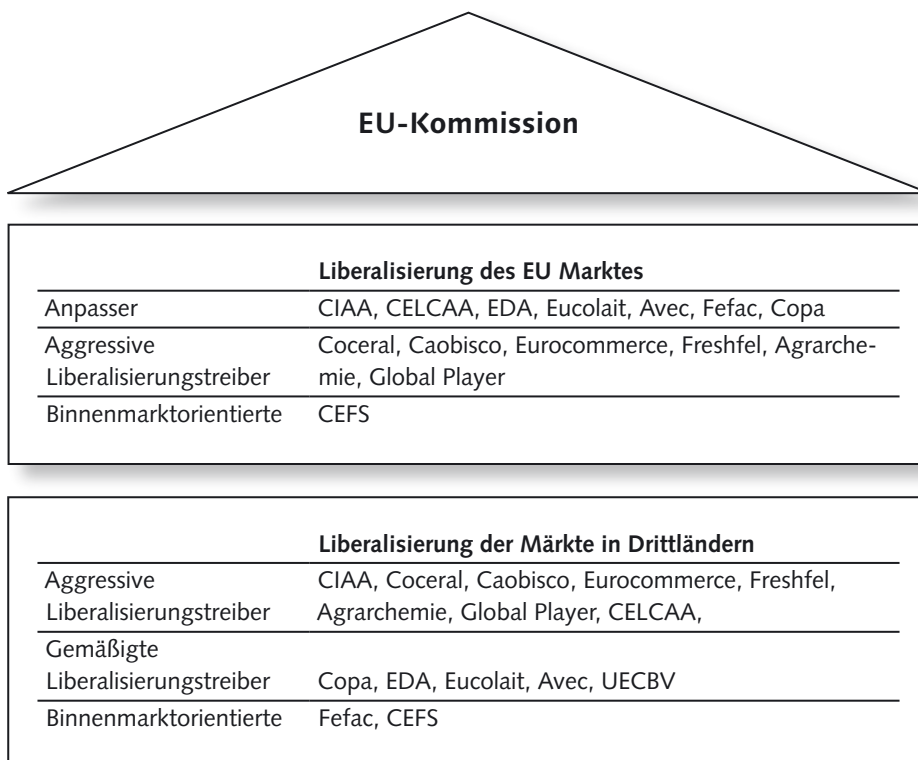 EU-Kommission
Liberalisierung des EU Marktes
Anpasser CIAA, CELCAA, EDA, Eucolait, Avec, Fefac, Copa
Aggressive Coceral, Caobisco, Eurocommerce, Freshfel, Agrarche-
Liberalisierungstreiber mie, Global Player
Binnenmarktorientierte CEFS
Liberalisierung der Märkte in Drittländern
Aggressive CIAA, Coceral, Caobisco, Eurocommerce, Freshfel,
Liberalisierungstreiber Agrarchemie, Global Player, CELCAA,
Gemäßigte
Liberalisierungstreiber Copa, EDA, Eucolait, Avec, UECBV
Binnenmarktorientierte Fefac, CEFS